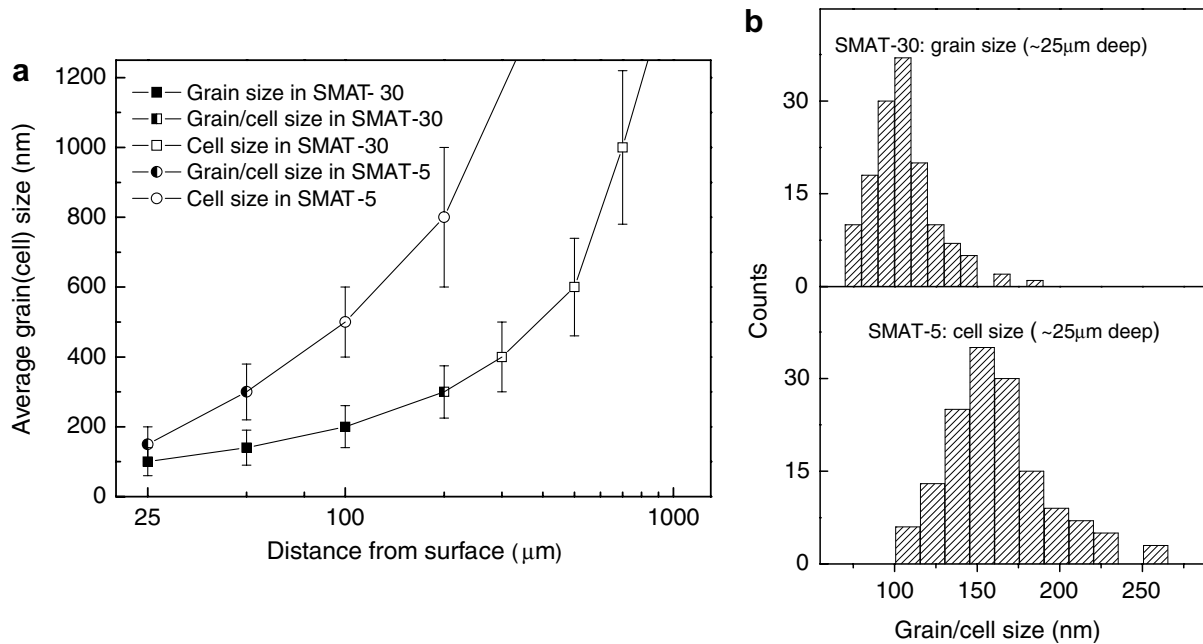 a
1250
1000
800
600
400
200
0
25
100
1000
Average grain(cell) size (nm)
Distance from surface (μm)
Grain size in SMAT- 30
Grain/cell size in SMAT-30
Cell size in SMAT-30
Grain/cell size in SMAT-5
Cell size in SMAT-5
b
SMAT-30: grain size (~25μm deep)
30
15
0
SMAT-5: cell size (~25μm deep)
30
15
0
Counts
100
150
200
250
Grain/cell size (nm)